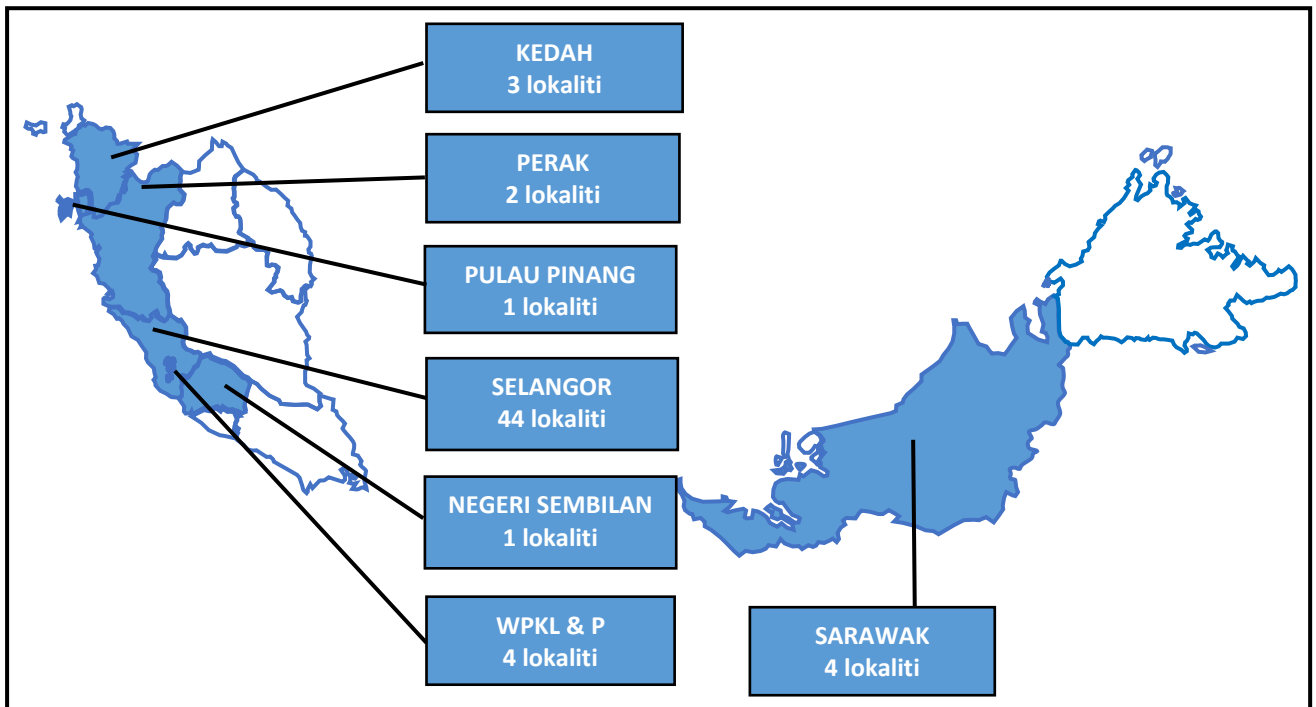 KEDAH
3 lokaliti
PERAK
2 lokaliti
PULAU PINANG
1 lokaliti
SELANGOR
44 lokaliti
NEGERI SEMBILAN
1 lokaliti
WPKL & P
4 lokaliti
SARAWAK
4 lokaliti